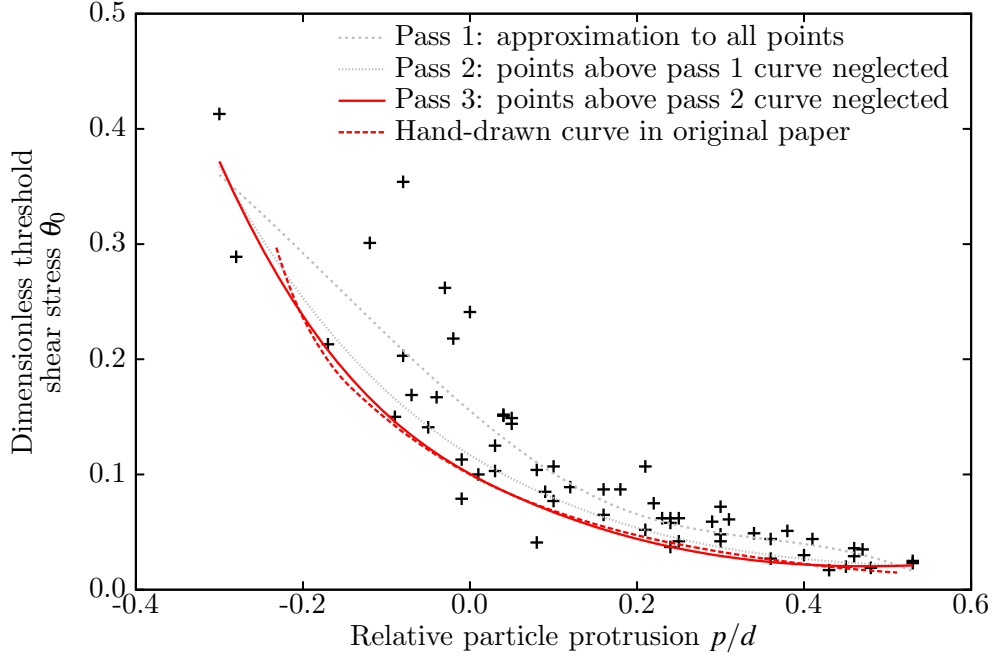 0.5
Pass 1: approximation to all points
Pass 2: points above pass 1 curve neglected
Pass 3: points above pass 2 curve neglected
Hand-drawn curve in original paper
0.4
0.3
0.2
0.1
0.0
Dimensionless threshold
shear stress θ₀
-0.4
-0.2
0.0
0.2
0.4
0.6
Relative particle protrusion p/d